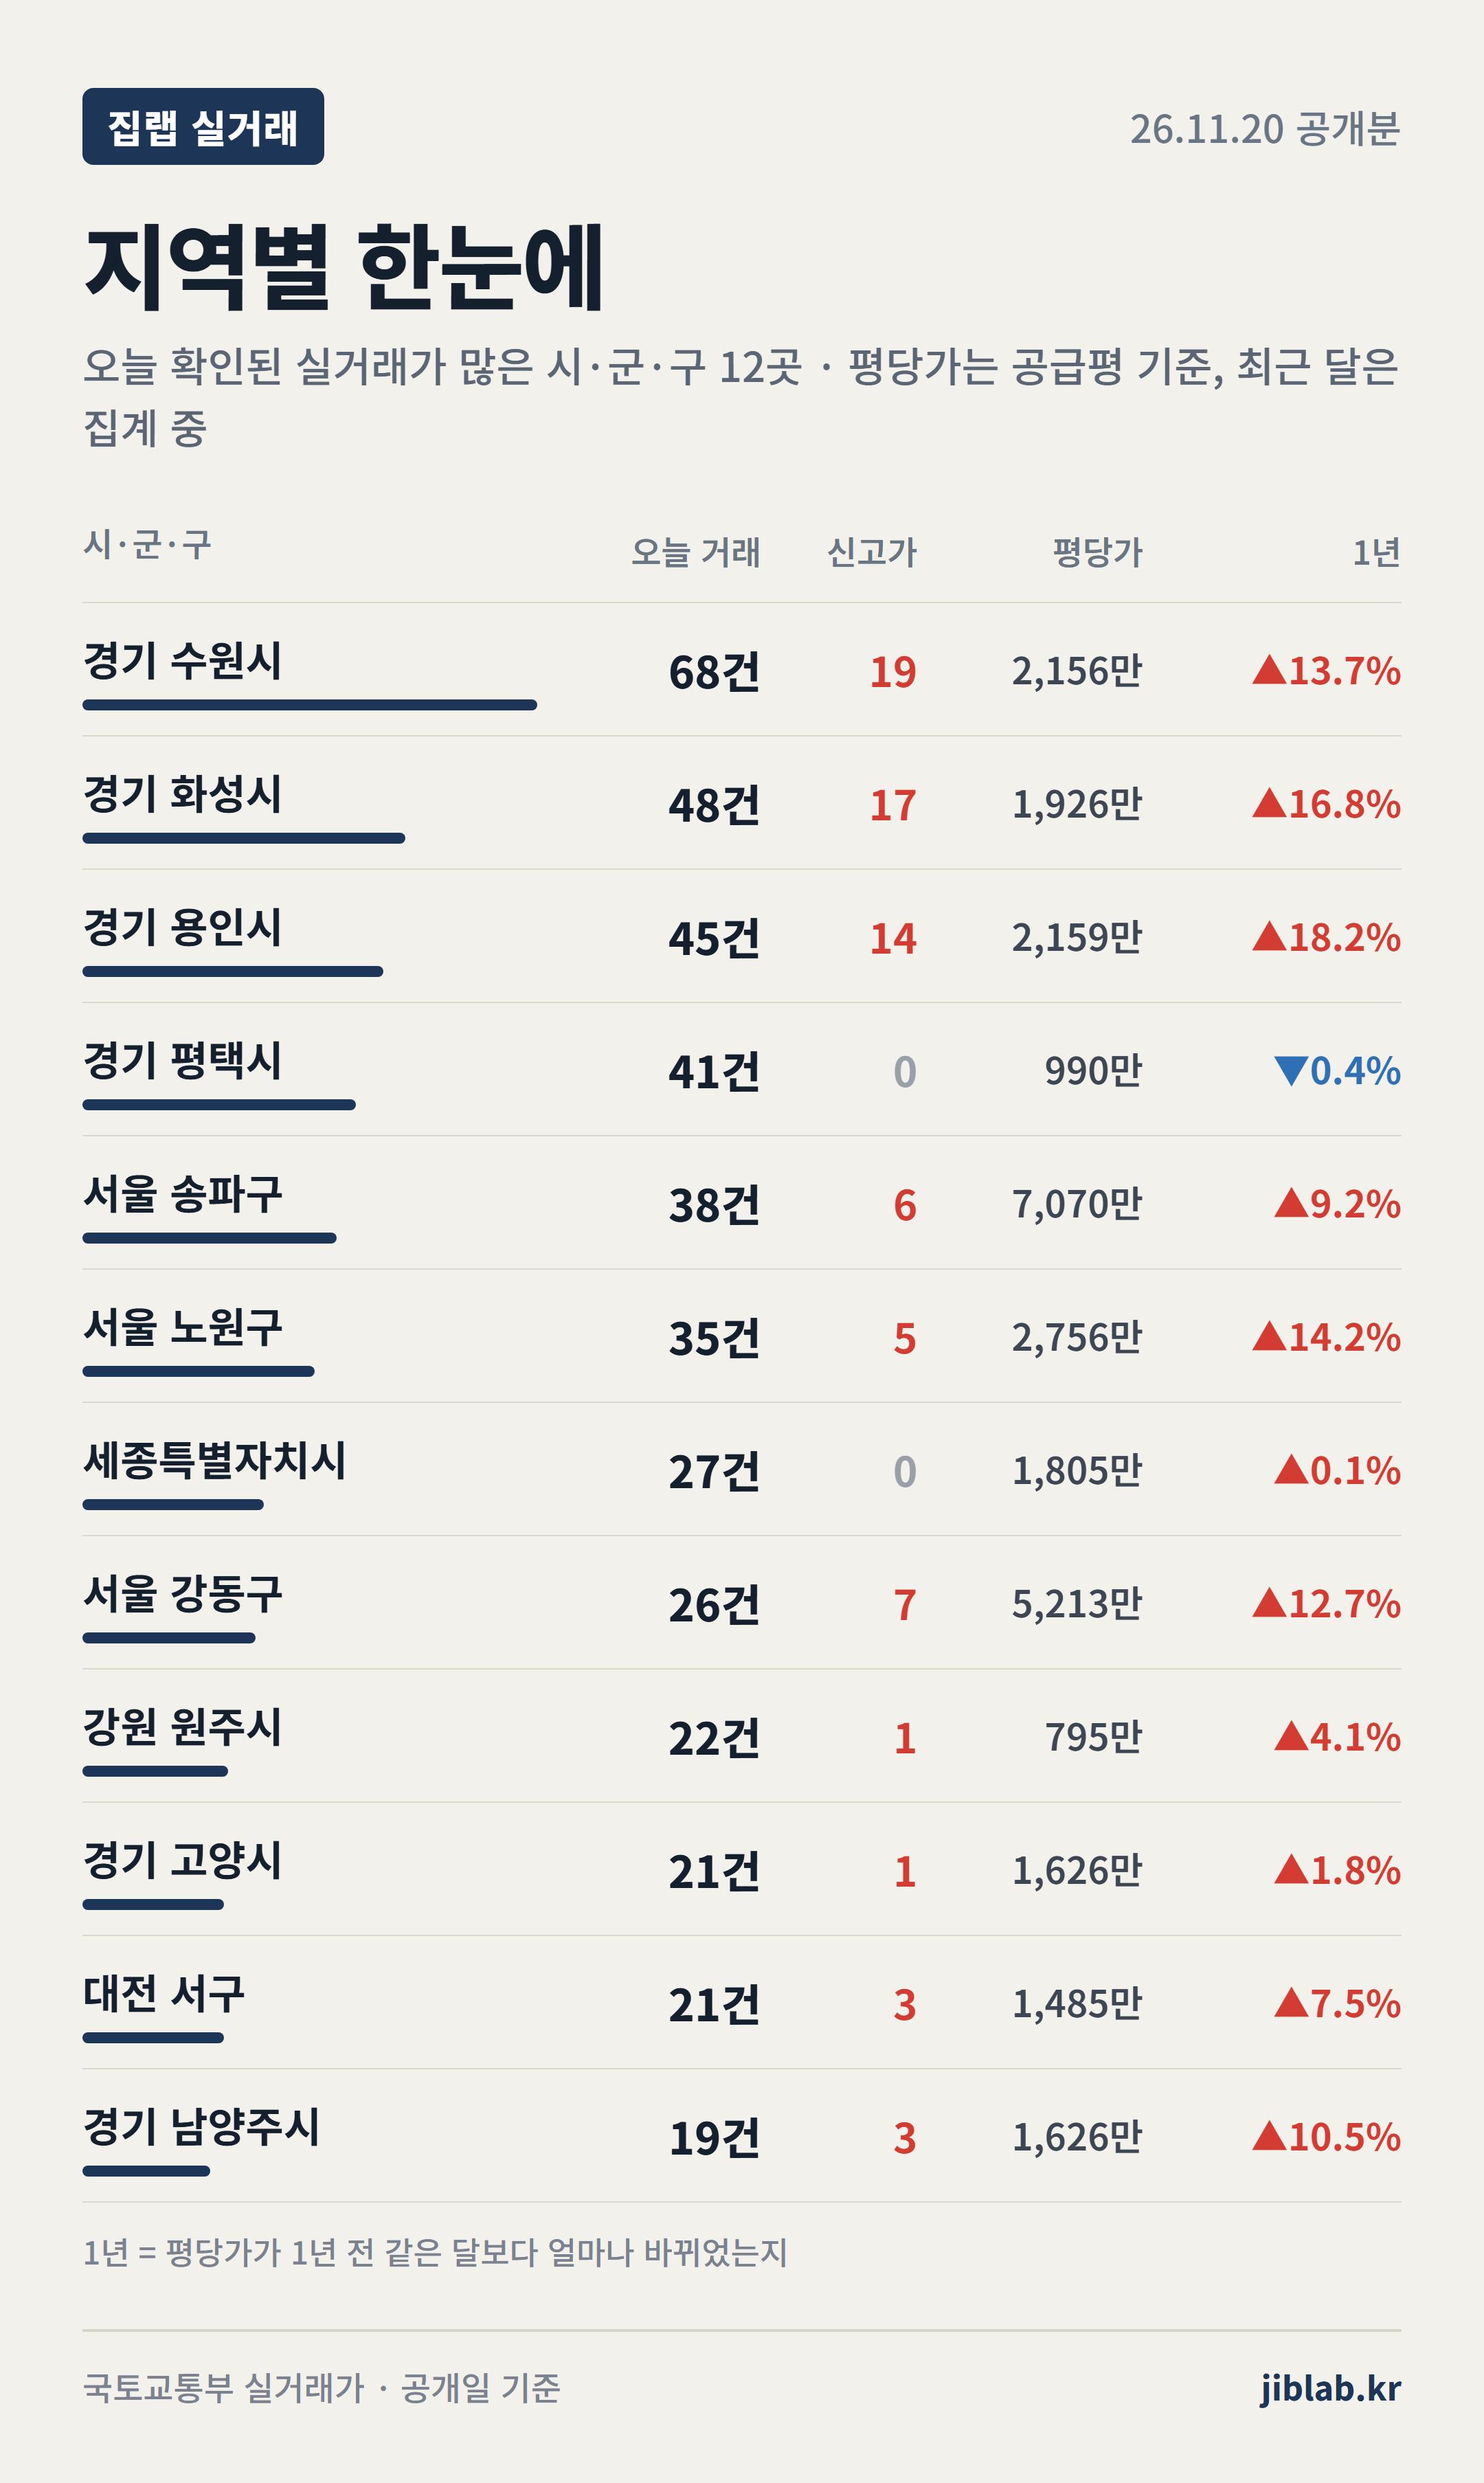 집랩 실거래
26.11.20 공개분
지역별 한눈에
오늘 확인된 실거래가 많은 시·군·구 12곳 · 평당가는 공급평 기준, 최근 달은
집계 중
시·군·구 오늘 거래 신고가 평당가 1년
경기 수원시 68건 19 2,156만 ▲13.7%
경기 화성시 48건 17 1,926만 ▲16.8%
경기 용인시 45건 14 2,159만 ▲18.2%
경기 평택시 41건 0 990만 ▼0.4%
서울 송파구 38건 6 7,070만 ▲9.2%
서울 노원구 35건 5 2,756만 ▲14.2%
세종특별자치시 27건 0 1,805만 ▲0.1%
서울 강동구 26건 7 5,213만 ▲12.7%
강원 원주시 22건 1 795만 ▲4.1%
경기 고양시 21건 1 1,626만 ▲1.8%
대전 서구 21건 3 1,485만 ▲7.5%
경기 남양주시 19건 3 1,626만 ▲10.5%
1년 = 평당가가 1년 전 같은 달보다 얼마나 바뀌었는지
국토교통부 실거래가 · 공개일 기준
jiblab.kr